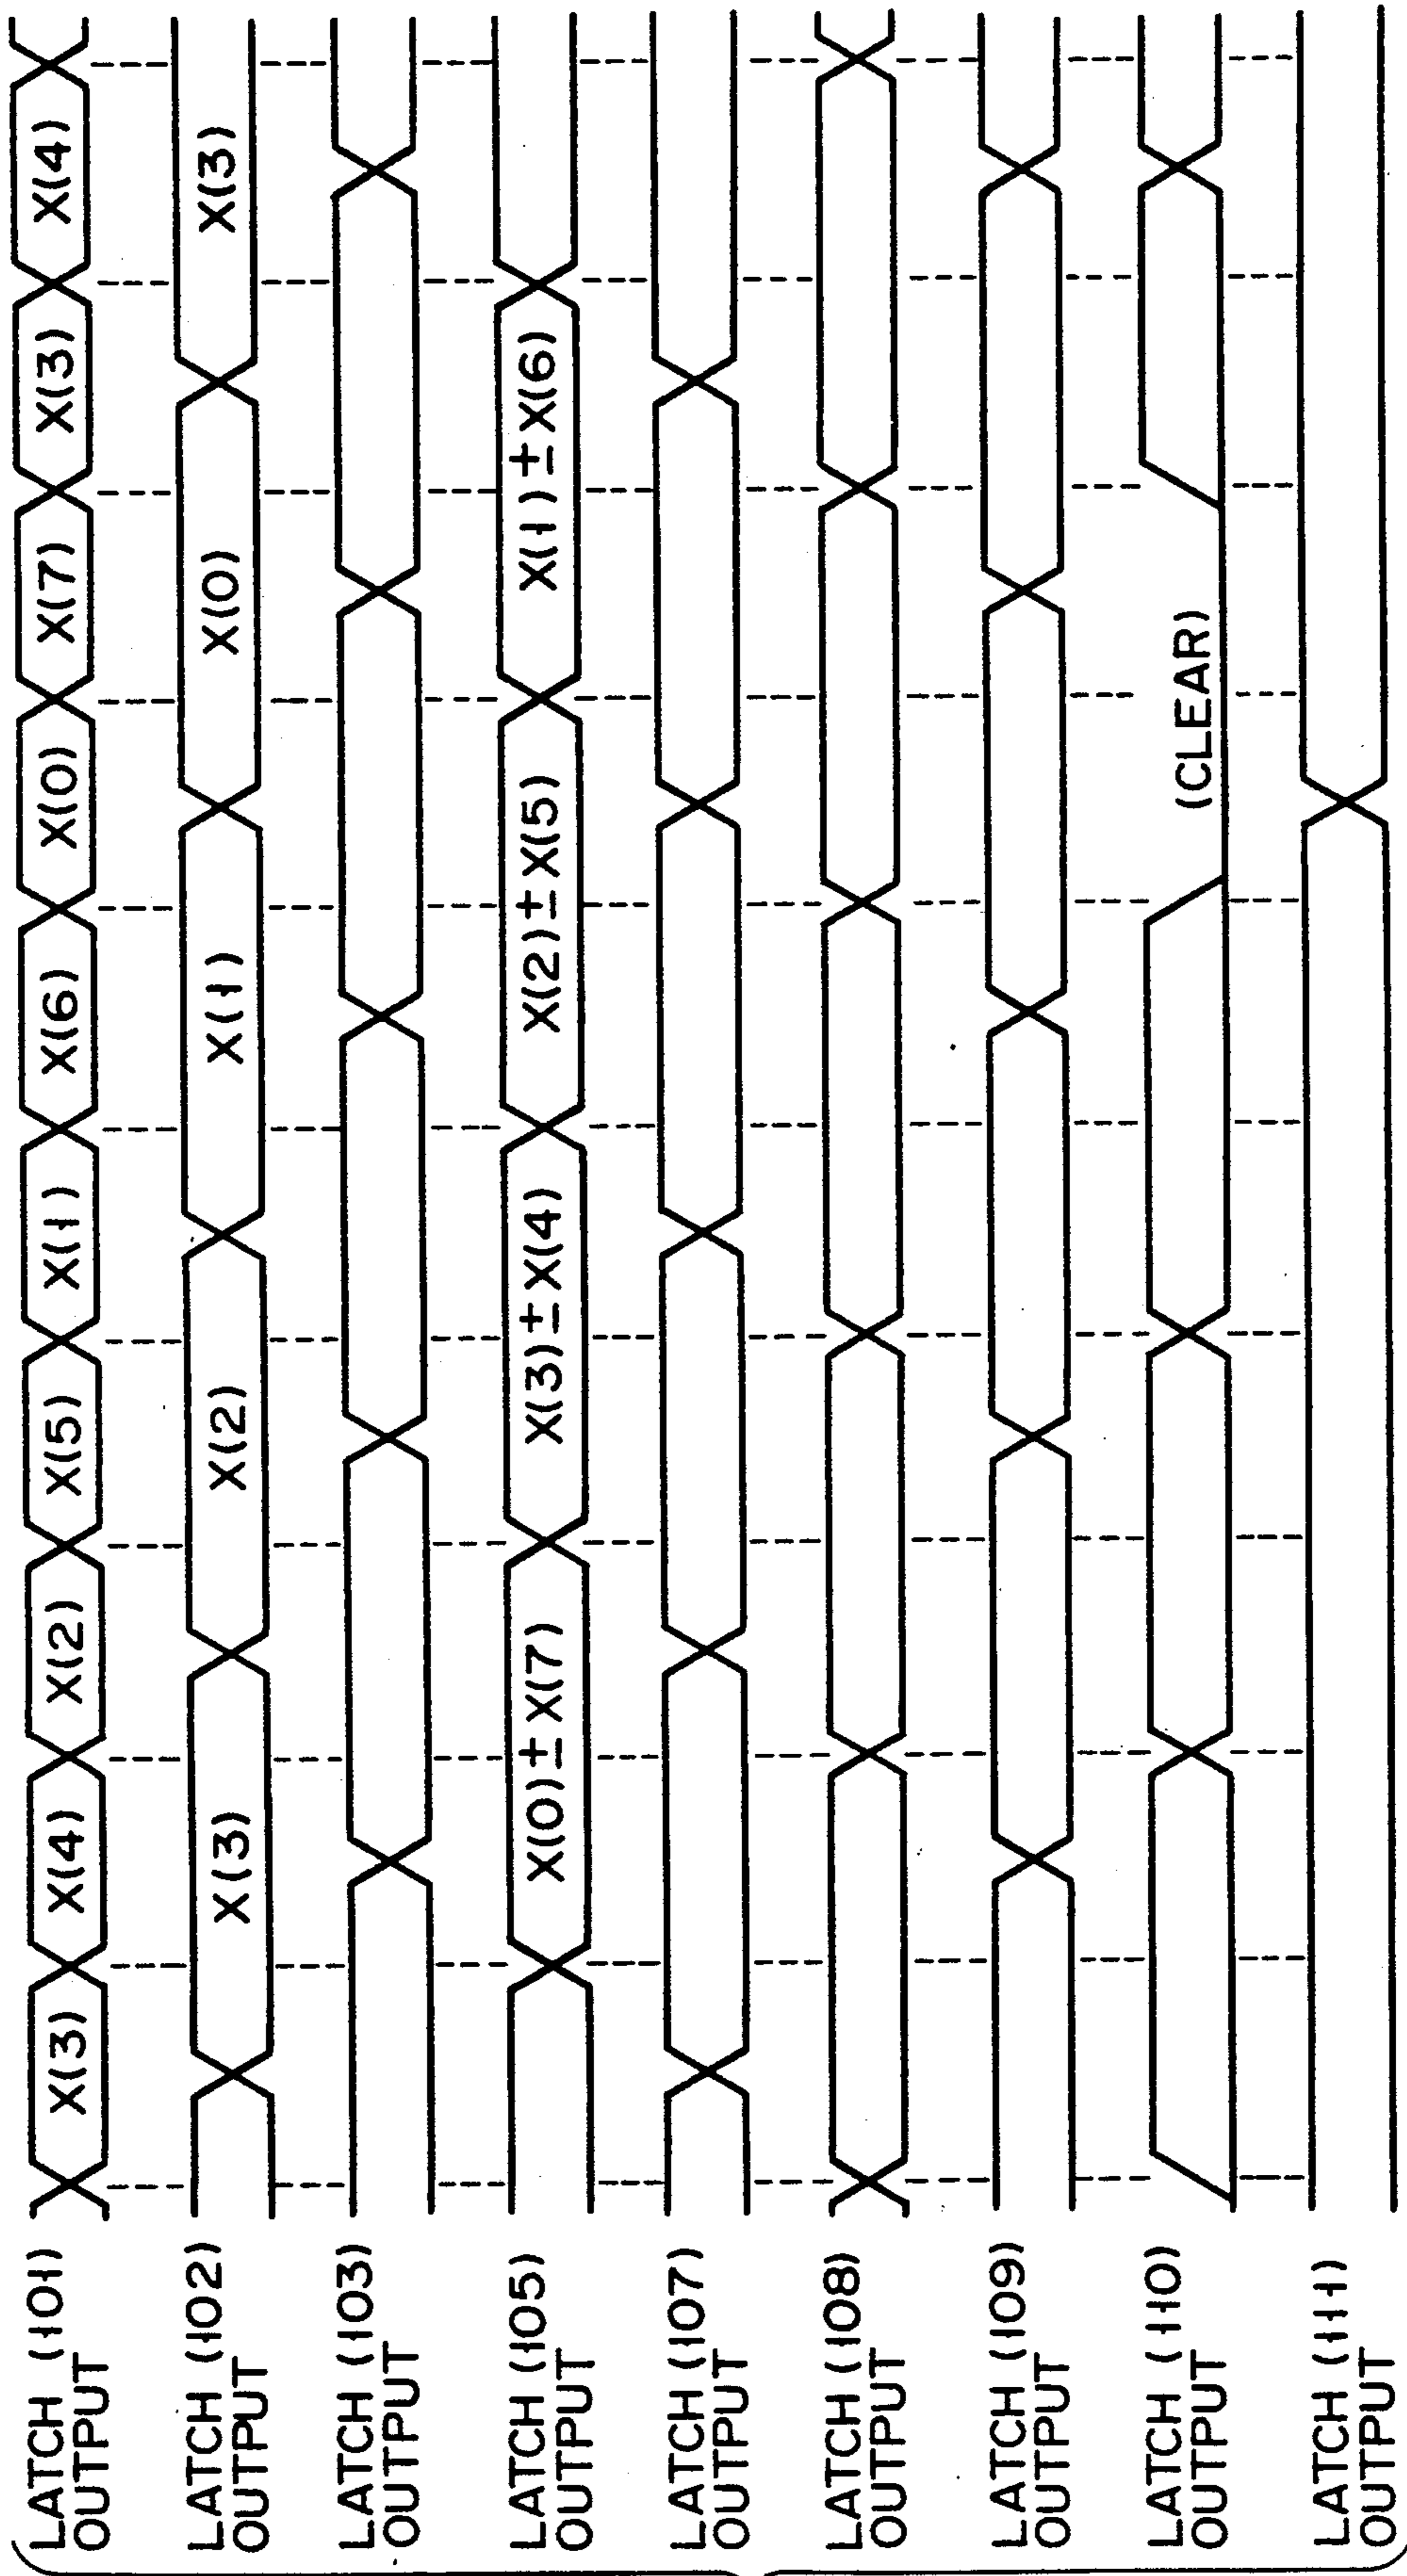 LATCH (101)
OUTPUT
X(3)
X(4)
X(2)
X(5)
X(1)
X(6)
X(0)
X(7)
X(3)
X(4)
LATCH (102)
OUTPUT
X(3)
X(2)
X(1)
X(0)
X(3)
LATCH (103)
OUTPUT
LATCH (105)
OUTPUT
X(0)±X(7)
X(3)±X(4)
X(2)±X(5)
X(1)±X(6)
LATCH (107)
OUTPUT
LATCH (108)
OUTPUT
LATCH (109)
OUTPUT
LATCH (110)
OUTPUT
(CLEAR)
LATCH (111)
OUTPUT